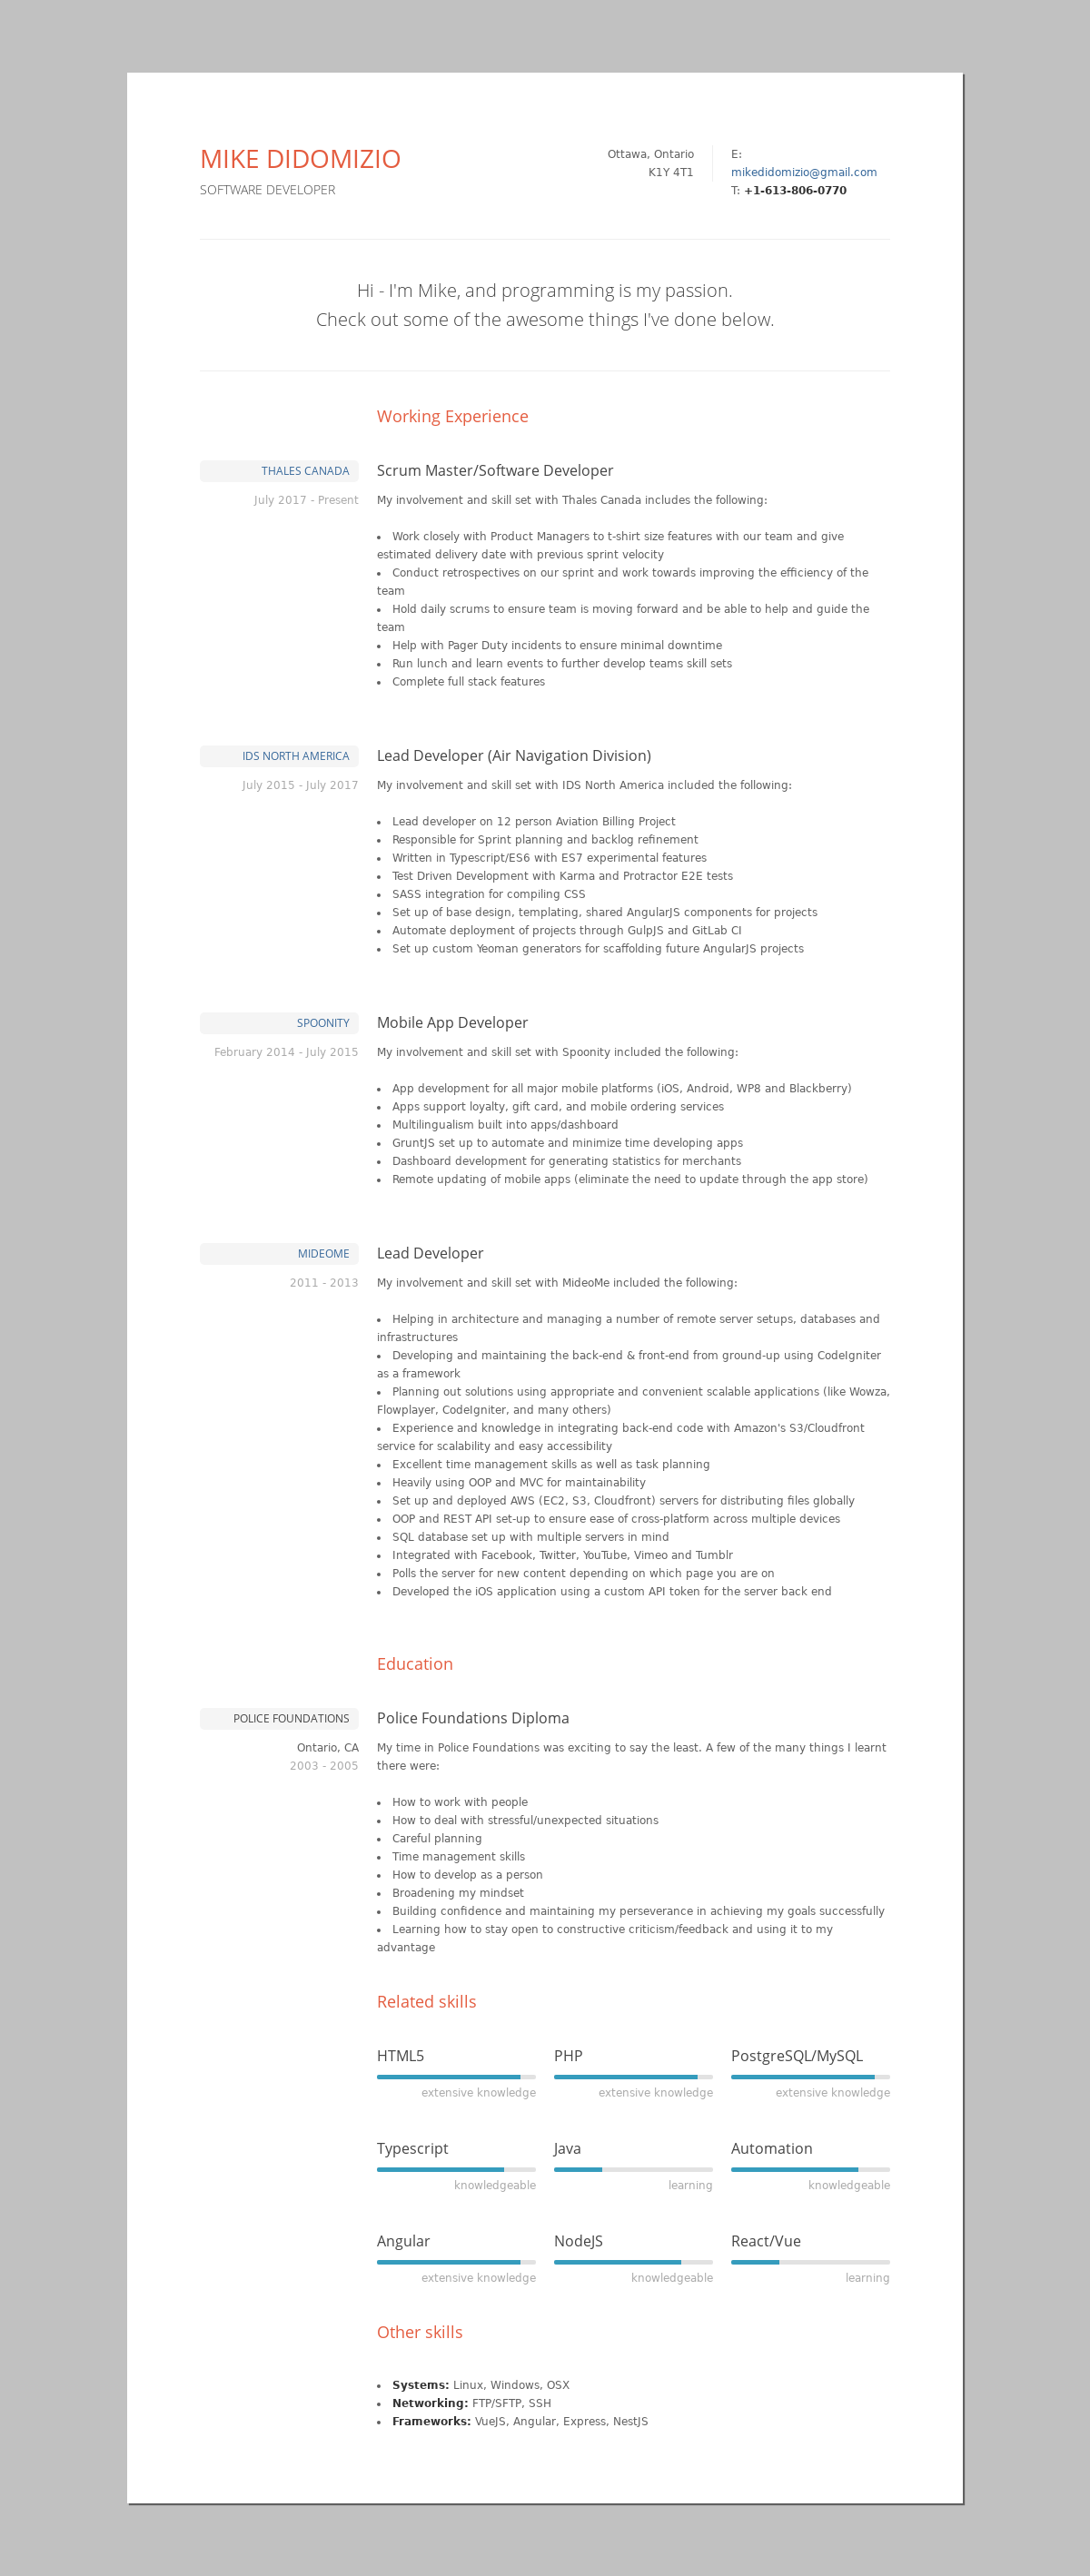 MIKE DIDOMIZIO
SOFTWARE DEVELOPER
Ottawa, Ontario
K1Y 4T1
E:
mikedidomizio@gmail.com
T: +1-613-806-0770
Hi - I'm Mike, and programming is my passion.
Check out some of the awesome things I've done below.
Working Experience
THALES CANADA
July 2017 - Present
Scrum Master/Software Developer
My involvement and skill set with Thales Canada includes the following:
• Work closely with Product Managers to t-shirt size features with our team and give
estimated delivery date with previous sprint velocity
• Conduct retrospectives on our sprint and work towards improving the efficiency of the
team
• Hold daily scrums to ensure team is moving forward and be able to help and guide the
team
• Help with Pager Duty incidents to ensure minimal downtime
• Run lunch and learn events to further develop teams skill sets
• Complete full stack features
IDS NORTH AMERICA
July 2015 - July 2017
Lead Developer (Air Navigation Division)
My involvement and skill set with IDS North America included the following:
• Lead developer on 12 person Aviation Billing Project
• Responsible for Sprint planning and backlog refinement
• Written in Typescript/ES6 with ES7 experimental features
• Test Driven Development with Karma and Protractor E2E tests
• SASS integration for compiling CSS
• Set up of base design, templating, shared AngularJS components for projects
• Automate deployment of projects through GulpJS and GitLab CI
• Set up custom Yeoman generators for scaffolding future AngularJS projects
SPOONITY
February 2014 - July 2015
Mobile App Developer
My involvement and skill set with Spoonity included the following:
• App development for all major mobile platforms (iOS, Android, WP8 and Blackberry)
• Apps support loyalty, gift card, and mobile ordering services
• Multilingualism built into apps/dashboard
• GruntJS set up to automate and minimize time developing apps
• Dashboard development for generating statistics for merchants
• Remote updating of mobile apps (eliminate the need to update through the app store)
MIDEOME
2011 - 2013
Lead Developer
My involvement and skill set with MideoMe included the following:
• Helping in architecture and managing a number of remote server setups, databases and
infrastructures
• Developing and maintaining the back-end & front-end from ground-up using CodeIgniter
as a framework
• Planning out solutions using appropriate and convenient scalable applications (like Wowza,
Flowplayer, CodeIgniter, and many others)
• Experience and knowledge in integrating back-end code with Amazon's S3/Cloudfront
service for scalability and easy accessibility
• Excellent time management skills as well as task planning
• Heavily using OOP and MVC for maintainability
• Set up and deployed AWS (EC2, S3, Cloudfront) servers for distributing files globally
• OOP and REST API set-up to ensure ease of cross-platform across multiple devices
• SQL database set up with multiple servers in mind
• Integrated with Facebook, Twitter, YouTube, Vimeo and Tumblr
• Polls the server for new content depending on which page you are on
• Developed the iOS application using a custom API token for the server back end
Education
POLICE FOUNDATIONS
Ontario, CA
2003 - 2005
Police Foundations Diploma
My time in Police Foundations was exciting to say the least. A few of the many things I learnt
there were:
• How to work with people
• How to deal with stressful/unexpected situations
• Careful planning
• Time management skills
• How to develop as a person
• Broadening my mindset
• Building confidence and maintaining my perseverance in achieving my goals successfully
• Learning how to stay open to constructive criticism/feedback and using it to my
advantage
Related skills
HTML5
extensive knowledge
PHP
extensive knowledge
PostgreSQL/MySQL
extensive knowledge
Typescript
knowledgeable
Java
learning
Automation
knowledgeable
Angular
extensive knowledge
NodeJS
knowledgeable
React/Vue
learning
Other skills
• Systems: Linux, Windows, OSX
• Networking: FTP/SFTP, SSH
• Frameworks: VueJS, Angular, Express, NestJS